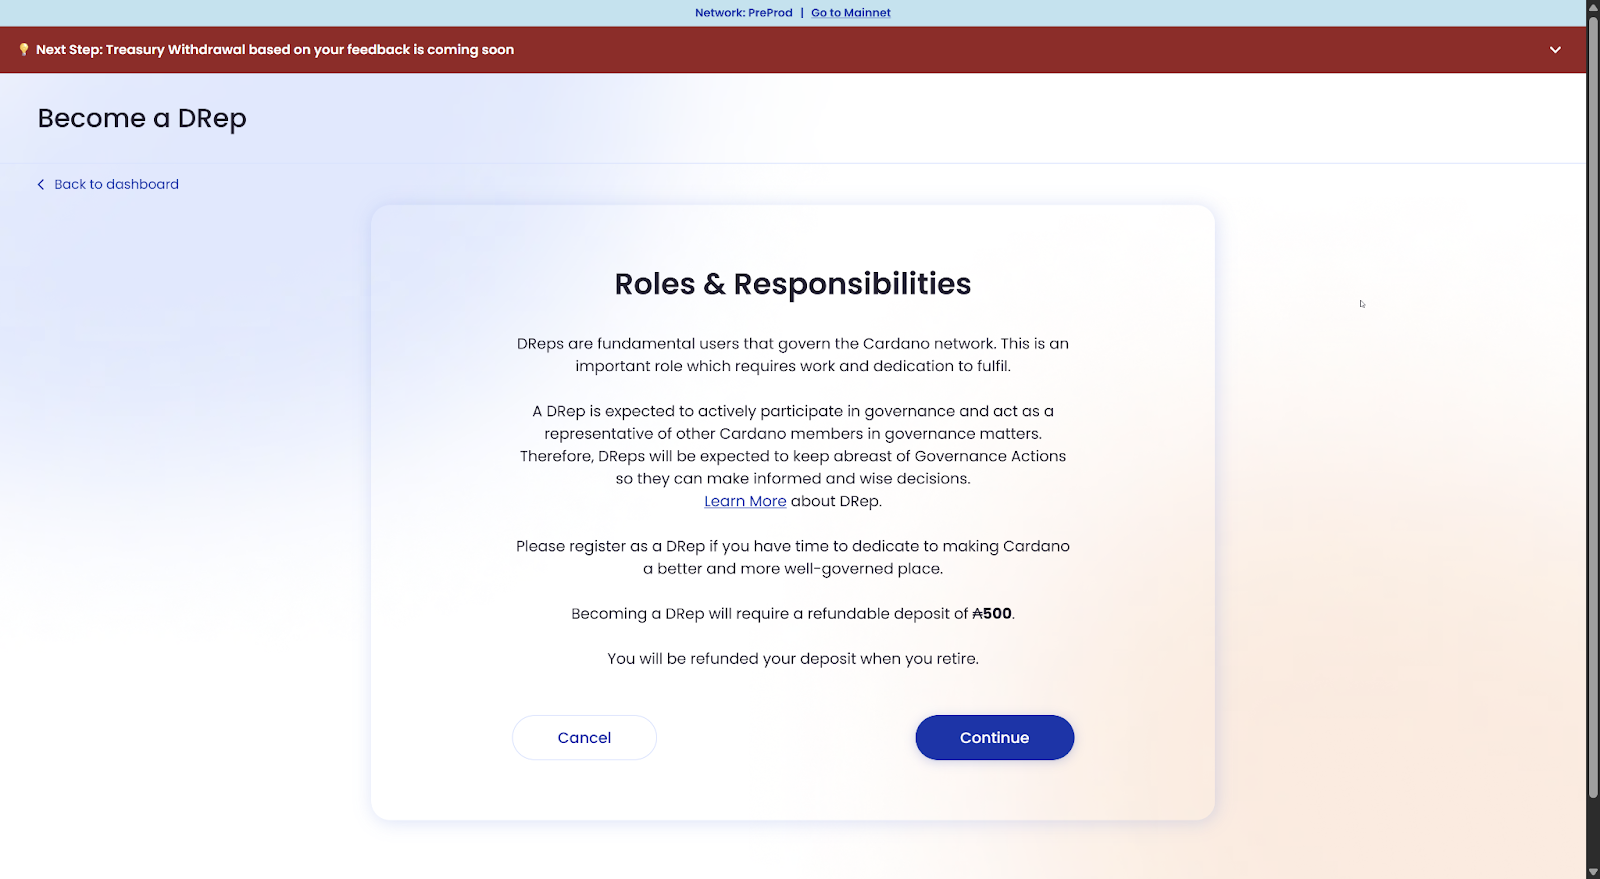 Network: PreProd | Go to Mainnet
💡 Next Step: Treasury Withdrawal based on your feedback is coming soon
Become a DRep
Back to dashboard
Roles & Responsibilities
DReps are fundamental users that govern the Cardano network. This is an
important role which requires work and dedication to fulfil.
A DRep is expected to actively participate in governance and act as a
representative of other Cardano members in governance matters.
Therefore, DReps will be expected to keep abreast of Governance Actions
so they can make informed and wise decisions.
Learn More about DRep.
Please register as a DRep if you have time to dedicate to making Cardano
a better and more well-governed place.
Becoming a DRep will require a refundable deposit of ₳500.
You will be refunded your deposit when you retire.
Cancel
Continue